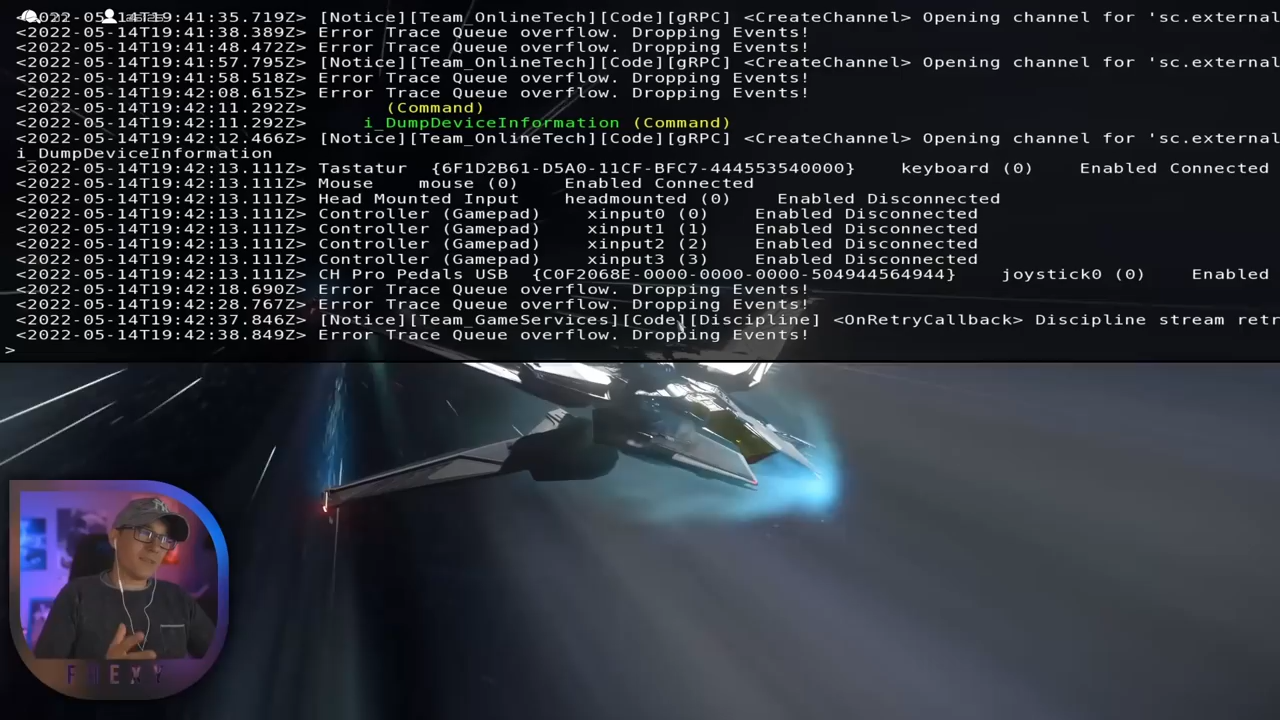 <2022-05-14T19:41:35.719Z> [Notice][Team_OnlineTech][Code][gRPC] <CreateChannel> Opening channel for 'sc.external
<2022-05-14T19:41:38.389Z> Error Trace Queue overflow. Dropping Events!
<2022-05-14T19:41:48.472Z> Error Trace Queue overflow. Dropping Events!
<2022-05-14T19:41:57.795Z> [Notice][Team_OnlineTech][Code][gRPC] <CreateChannel> Opening channel for 'sc.external
<2022-05-14T19:41:58.518Z> Error Trace Queue overflow. Dropping Events!
<2022-05-14T19:42:08.615Z> Error Trace Queue overflow. Dropping Events!
<2022-05-14T19:42:11.292Z> (Command)
<2022-05-14T19:42:11.292Z> i_DumpDeviceInformation (Command)
<2022-05-14T19:42:12.466Z> [Notice][Team_OnlineTech][Code][gRPC] <CreateChannel> Opening channel for 'sc.external
i_DumpDeviceInformation
<2022-05-14T19:42:13.111Z> Tastatur {6F1D2B61-D5A0-11CF-BFC7-444553540000} keyboard (0) Enabled Connected
<2022-05-14T19:42:13.111Z> Mouse mouse (0) Enabled Connected
<2022-05-14T19:42:13.111Z> Head Mounted Input headmounted (0) Enabled Disconnected
<2022-05-14T19:42:13.111Z> Controller (Gamepad) xinput0 (0) Enabled Disconnected
<2022-05-14T19:42:13.111Z> Controller (Gamepad) xinput1 (1) Enabled Disconnected
<2022-05-14T19:42:13.111Z> Controller (Gamepad) xinput2 (2) Enabled Disconnected
<2022-05-14T19:42:13.111Z> Controller (Gamepad) xinput3 (3) Enabled Disconnected
<2022-05-14T19:42:13.111Z> CH Pro Pedals USB {C0F2068E-0000-0000-0000-504944564944} joystick0 (0) Enabled
<2022-05-14T19:42:18.690Z> Error Trace Queue overflow. Dropping Events!
<2022-05-14T19:42:28.767Z> Error Trace Queue overflow. Dropping Events!
<2022-05-14T19:42:37.846Z> [Notice][Team_GameServices][Code][Discipline] <OnRetryCallback> Discipline stream retr
<2022-05-14T19:42:38.849Z> Error Trace Queue overflow. Dropping Events!
>